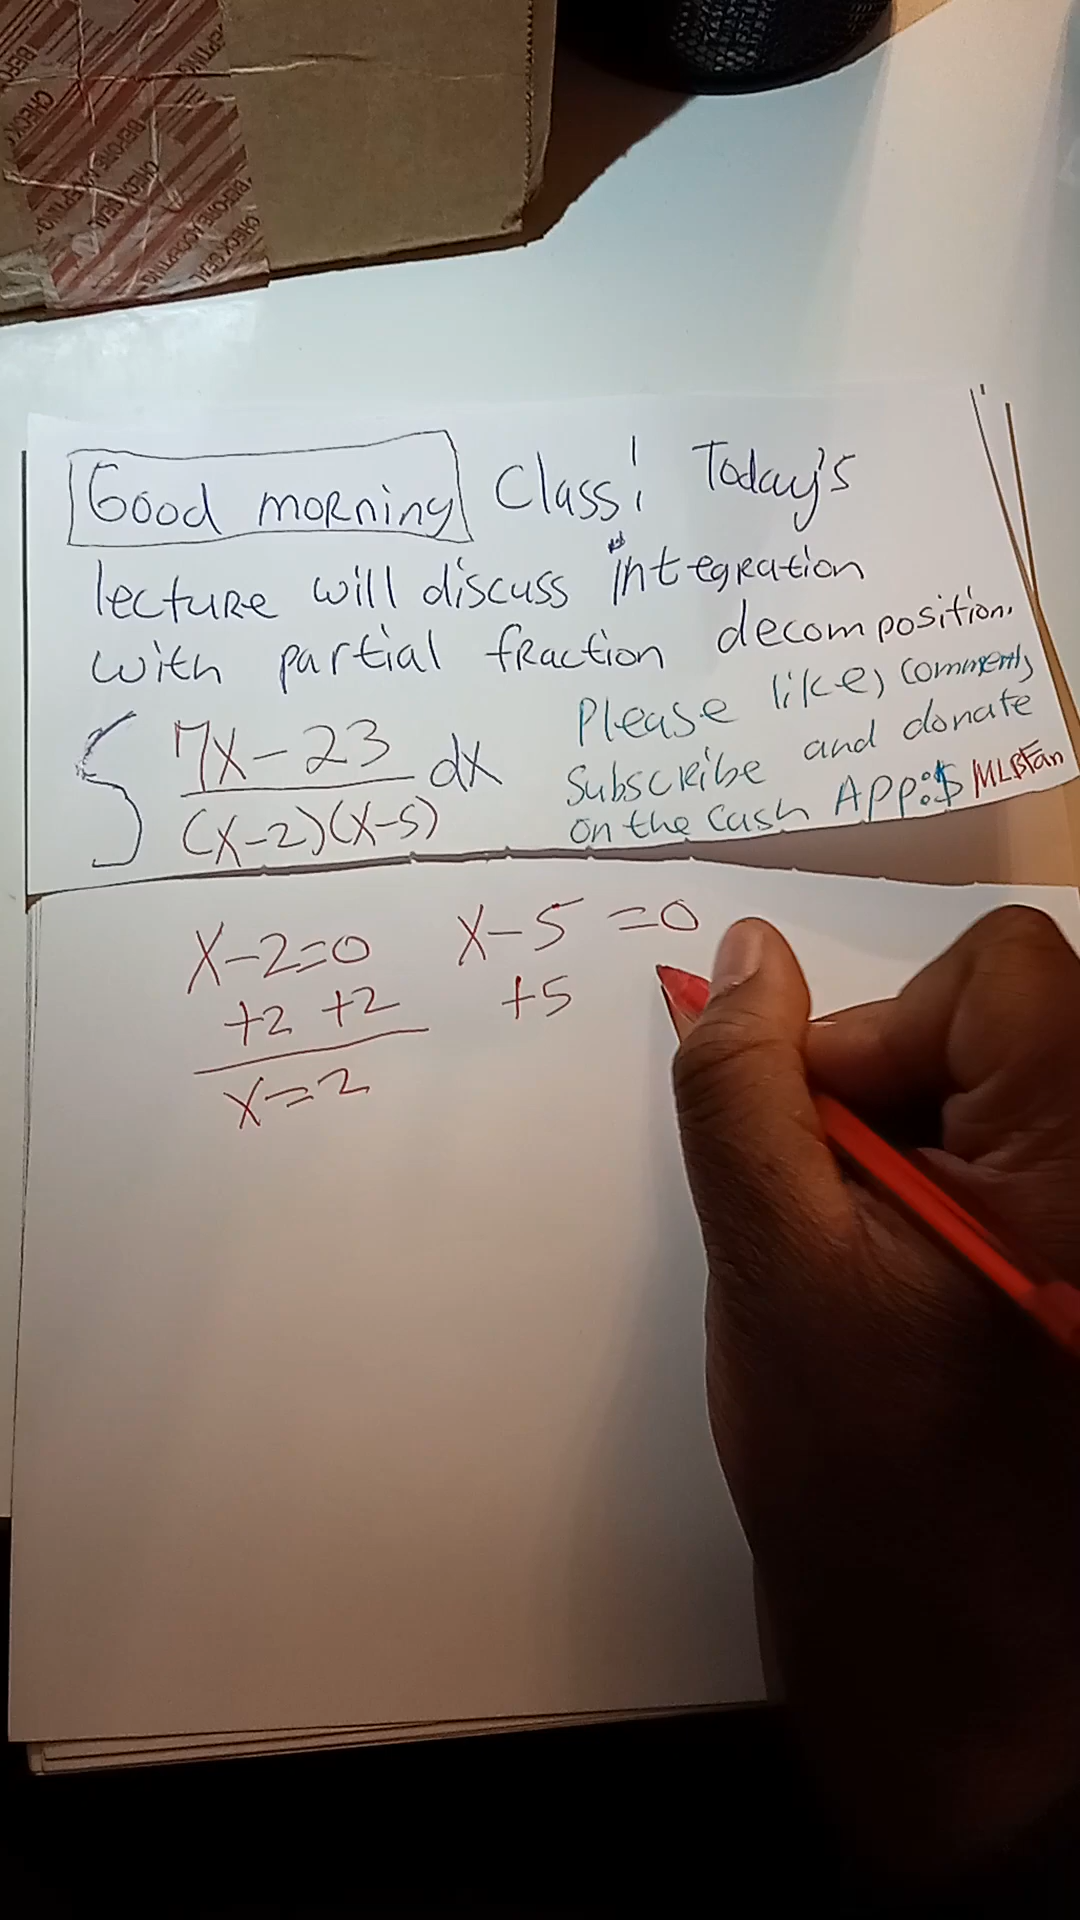 Good morning Class! Today's
lecture will discuss integration
with partial fraction decomposition.
Please like, comment,
subscribe and donate
on the Cash App:$MLBFan
∫ 7x-23 dx
(x-2)(x-5)
x-2=0 x-5=0
+2 +2 +5
x=2